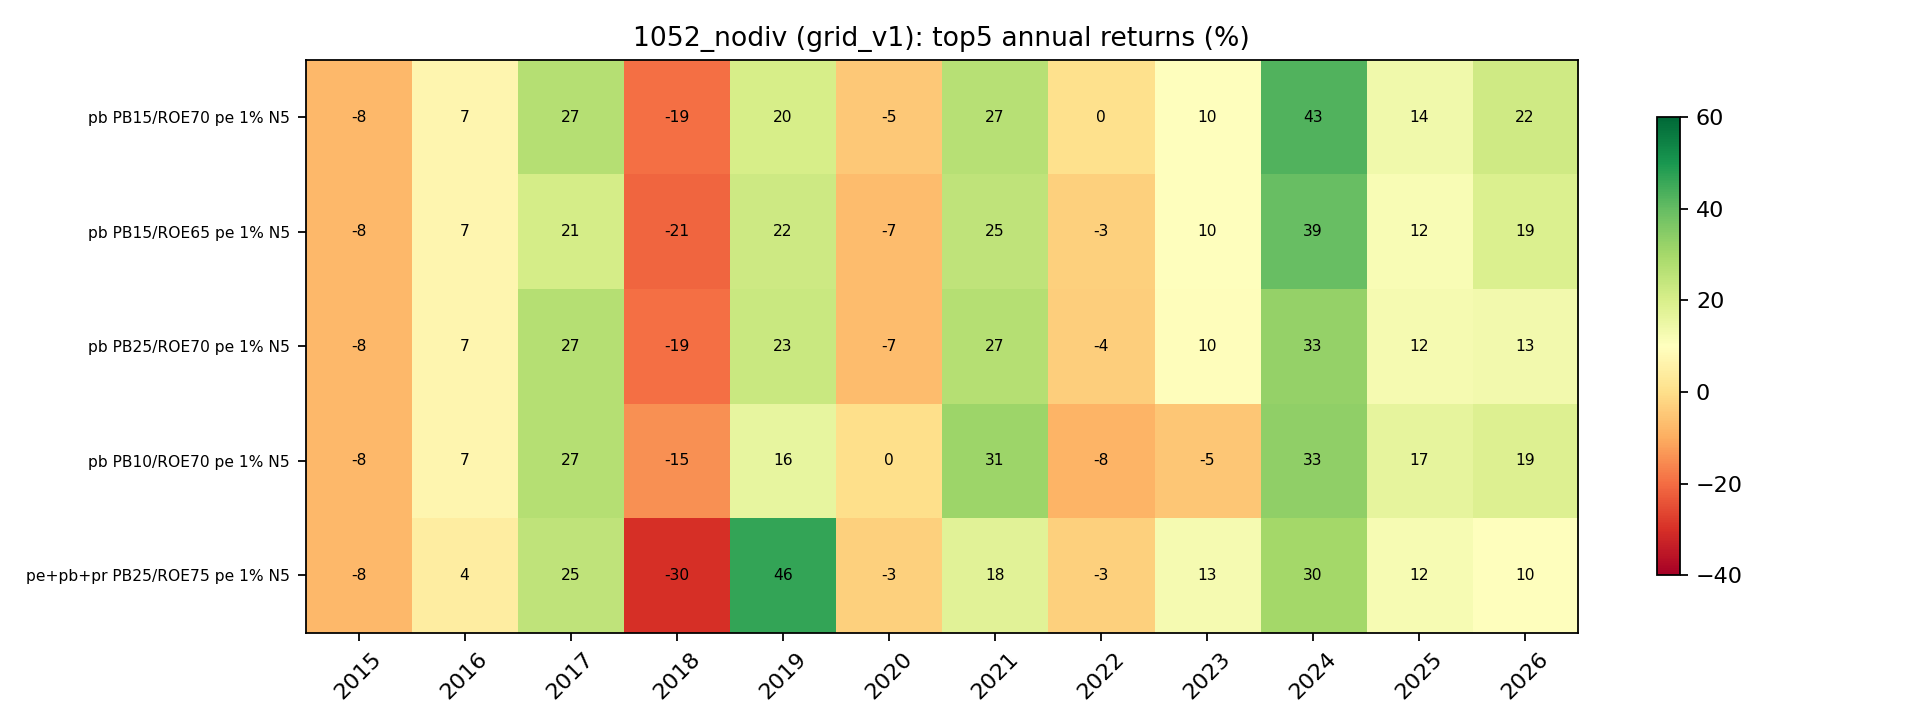 1052_nodiv (grid_v1): top5 annual returns (%)
pb PB15/ROE70 pe 1% N5 -8 7 27 -19 20 -5 27 0 10 43 14 22
pb PB15/ROE65 pe 1% N5 -8 7 21 -21 22 -7 25 -3 10 39 12 19
pb PB25/ROE70 pe 1% N5 -8 7 27 -19 23 -7 27 -4 10 33 12 13
pb PB10/ROE70 pe 1% N5 -8 7 27 -15 16 0 31 -8 -5 33 17 19
pe+pb+pr PB25/ROE75 pe 1% N5 -8 4 25 -30 46 -3 18 -3 13 30 12 10
2015 2016 2017 2018 2019 2020 2021 2022 2023 2024 2025 2026
60
40
20
0
−20
−40